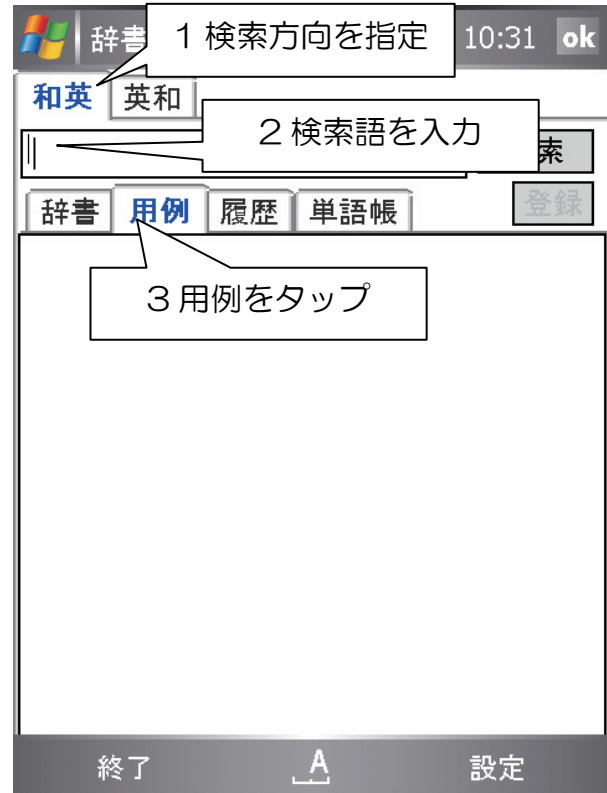 辞書 1 検索方向を指定 10:31 ok
和英 英和
2 検索語を入力 索
辞書 用例 履歴 単語帳 登録
3 用例をタップ
終了 A 設定